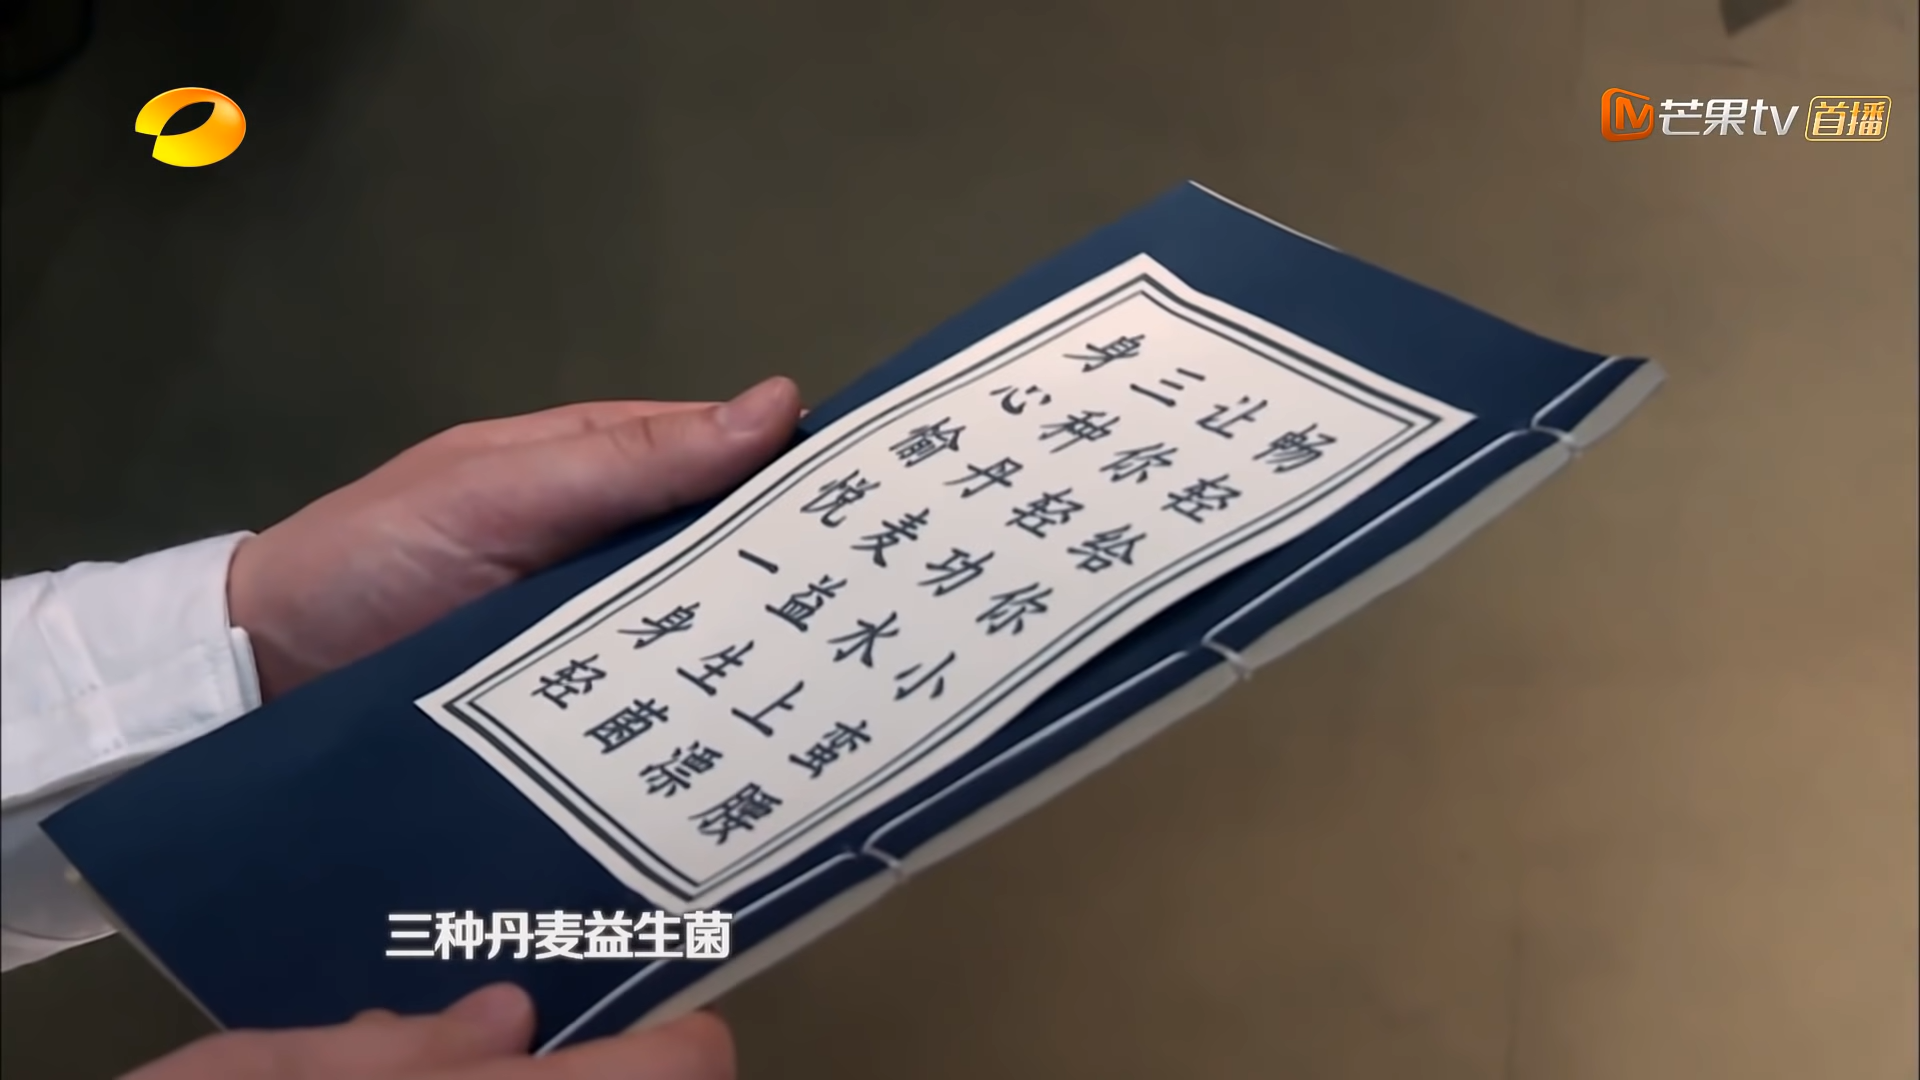 芒果tv 首播
畅轻给你小蛮腰
让你轻功水上漂
三种丹麦益生菌
身心愉悦一身轻
三种丹麦益生菌